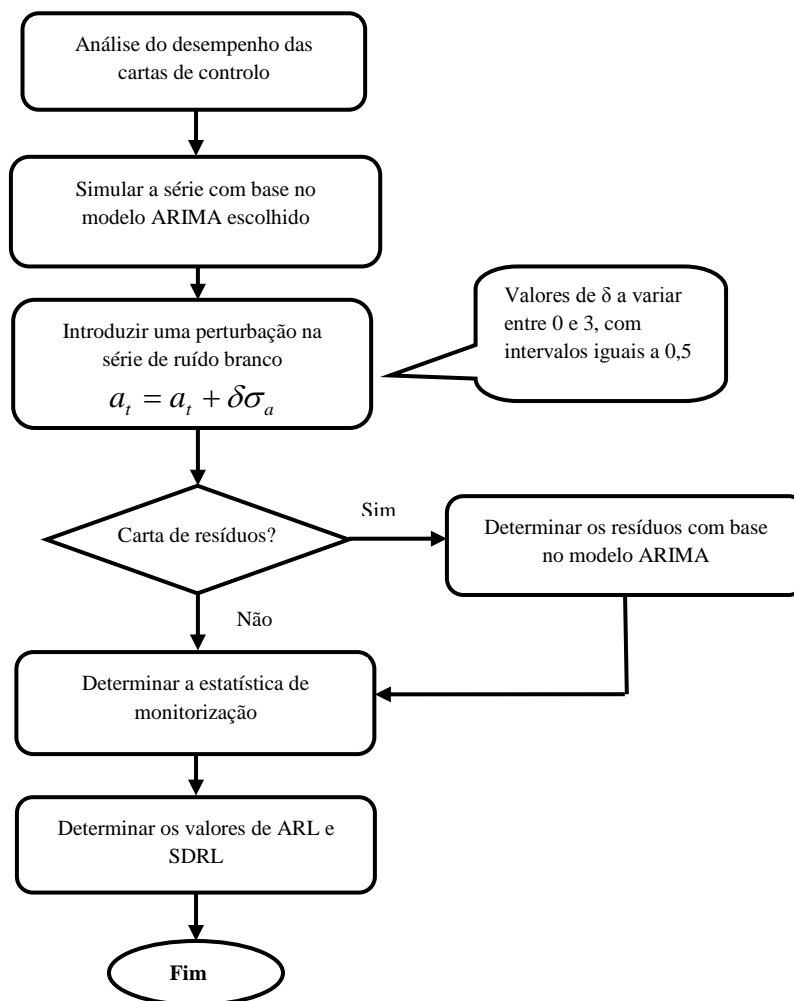 Análise do desempenho das
cartas de controlo
Simular a série com base no
modelo ARIMA escolhido
Introduzir uma perturbação na
série de ruído branco
a_t = a_t + δσ_a
Valores de δ a variar
entre 0 e 3, com
intervalos iguais a 0,5
Carta de resíduos?
Sim
Determinar os resíduos com base
no modelo ARIMA
Não
Determinar a estatística de
monitorização
Determinar os valores de ARL e
SDRL
Fim